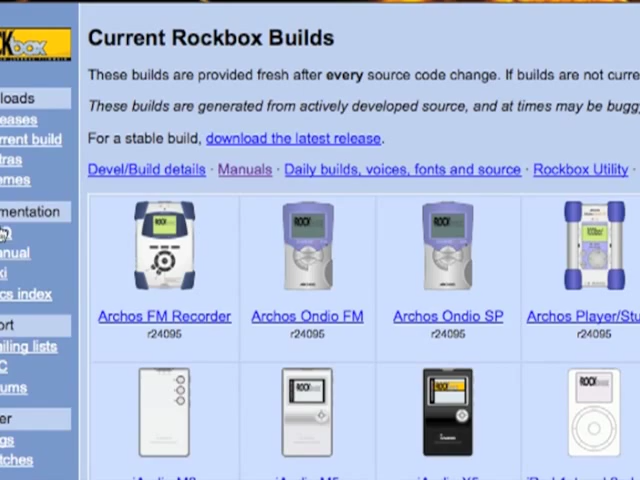 Current Rockbox Builds
These builds are provided fresh after every source code change. If builds are not curre
These builds are generated from actively developed source, and at times may be bugg
For a stable build, download the latest release.
Devel/Build details · Manuals · Daily builds, voices, fonts and source · Rockbox Utility ·
CKbox
loads
eases
rrent build
tras
emes
mentation
anual
ki
cs index
ort
ailing lists
C
ums
er
gs
tches
Archos FM Recorder
r24095
Archos Ondio FM
r24095
Archos Ondio SP
r24095
Archos Player/Stu
r24095